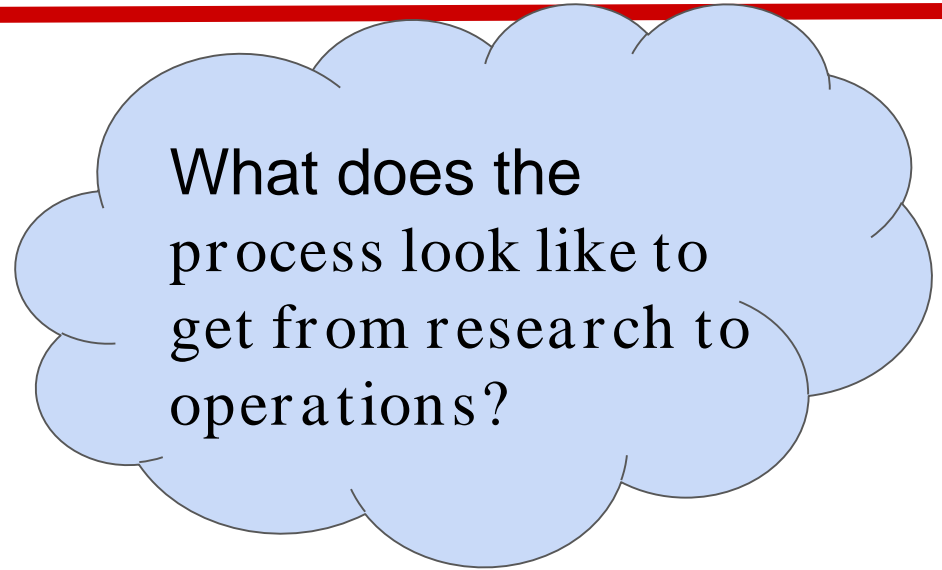 What does the
process look like to
get from research to
operations?